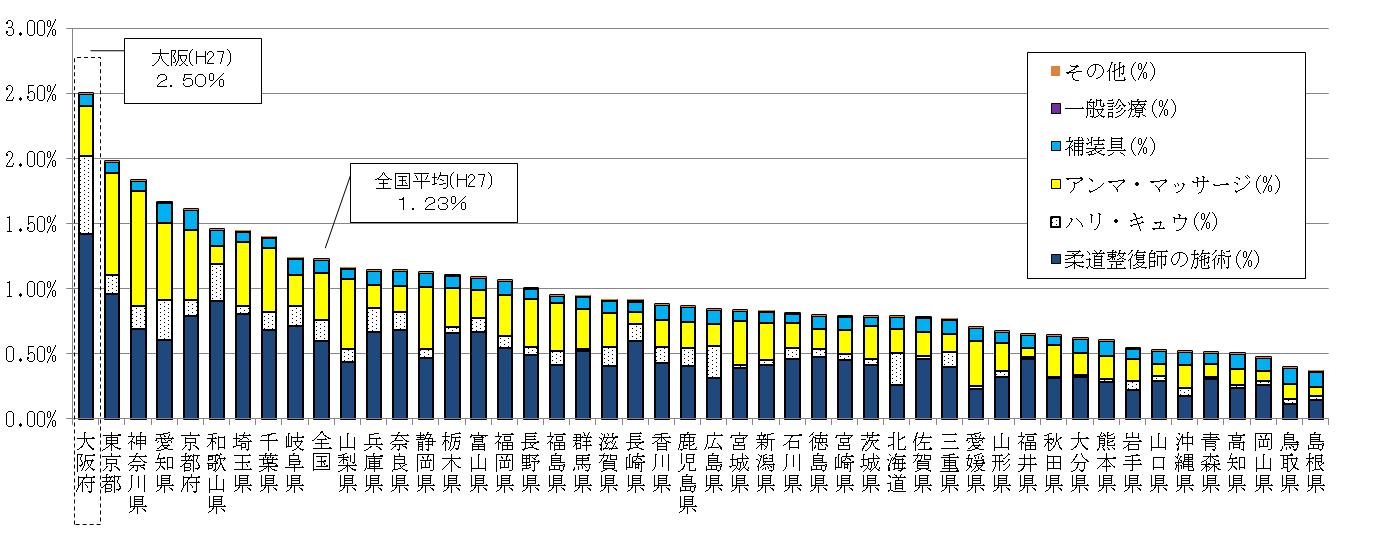 3.00%
2.50%
2.00%
1.50%
1.00%
0.50%
0.00%
大阪(H27)
２.５０%
全国平均(H27)
１.２３%
その他(%)
一般診療(%)
補装具(%)
アンマ・マッサージ(%)
ハリ・キュウ(%)
柔道整復師の施術(%)
大阪府
東京都
神奈川県
愛知県
京都府
和歌山県
埼玉県
千葉県
岐阜県
全国
山梨県
兵庫県
奈良県
静岡県
栃木県
富山県
福岡県
長野県
福島県
群馬県
滋賀県
長崎県
香川県
鹿児島県
広島県
宮城県
新潟県
石川県
徳島県
宮崎県
茨城県
北海道
佐賀県
三重県
愛媛県
山形県
福井県
秋田県
大分県
熊本県
岩手県
山口県
沖縄県
青森県
高知県
岡山県
鳥取県
島根県